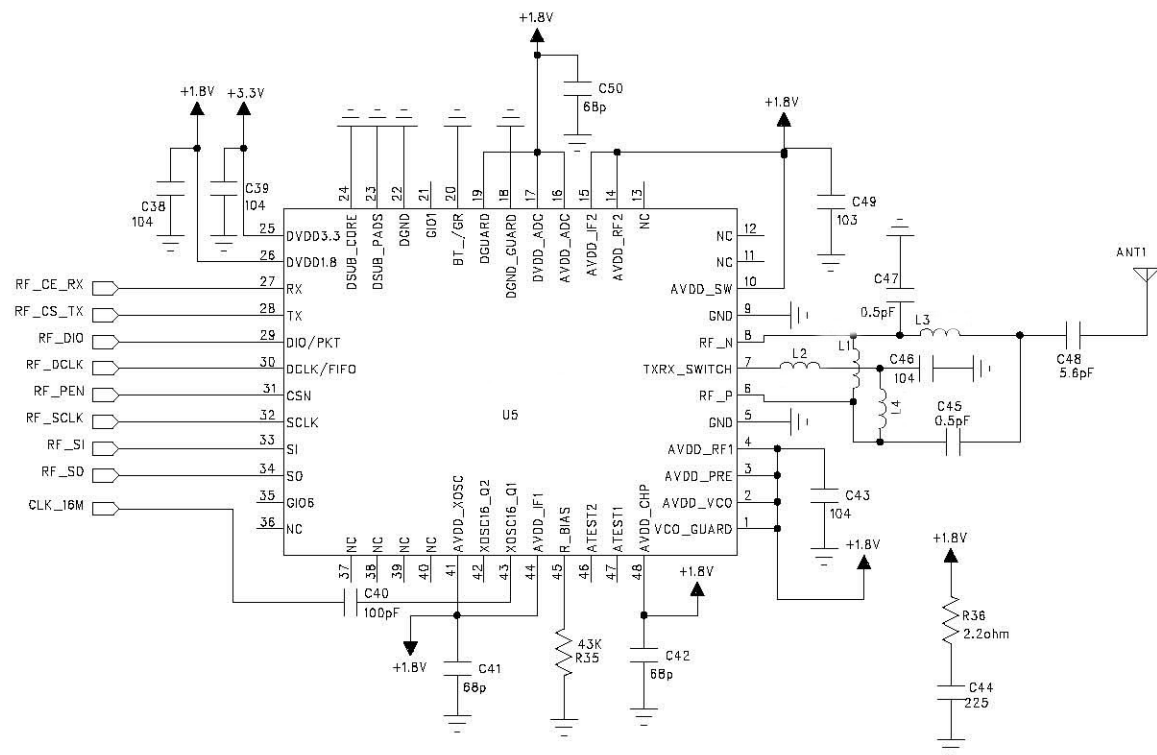 +1.8V
C50
68p
+1.8V
+3.3V
+1.8V
C38
104
C39
104
C49
103
24
23
22
21
20
19
18
17
16
15
14
13
DSUB_CORE
DSUB_PADS
DGND
GIO1
BT_/GR
DGUARD
DGND_GUARD
DVDD_ADC
AVDD_ADC
AVDD_IF2
AVDD_RF2
NC
25 DVDD3.3
26 DVDD1.8
RF_CE_RX 27 RX
RF_CS_TX 28 TX
RF_DIO 29 DIO/PKT
RF_DCLK 30 DCLK/FIFO
RF_PEN 31 CSN
RF_SCLK 32 SCLK
RF_SI 33 SI
RF_SO 34 SO
CLK_16M 35 GIO6
36 NC
U5
NC 12
NC 11
AVDD_SW 10
GND 9
RF_N 8
TXRX_SWITCH 7
RF_P 6
GND 5
AVDD_RF1 4
AVDD_PRE 3
AVDD_VCO 2
VCO_GUARD 1
C47
0.5pF
L3
L1
L2
L4
C46
104
C45
0.5pF
C48
5.6pF
ANT1
C43
104
+1.8V
NC
NC
NC
NC
AVDD_XOSC
XOSC16_O2
XOSC16_O1
AVDD_IF1
R_BIAS
ATEST2
ATEST1
AVDD_CHP
37
38
39
40
41
42
43
44
45
46
47
48
C40
100pF
+1.8V
C41
68p
43K
R35
+1.8V
C42
68p
+1.8V
R36
2.2ohm
C44
225